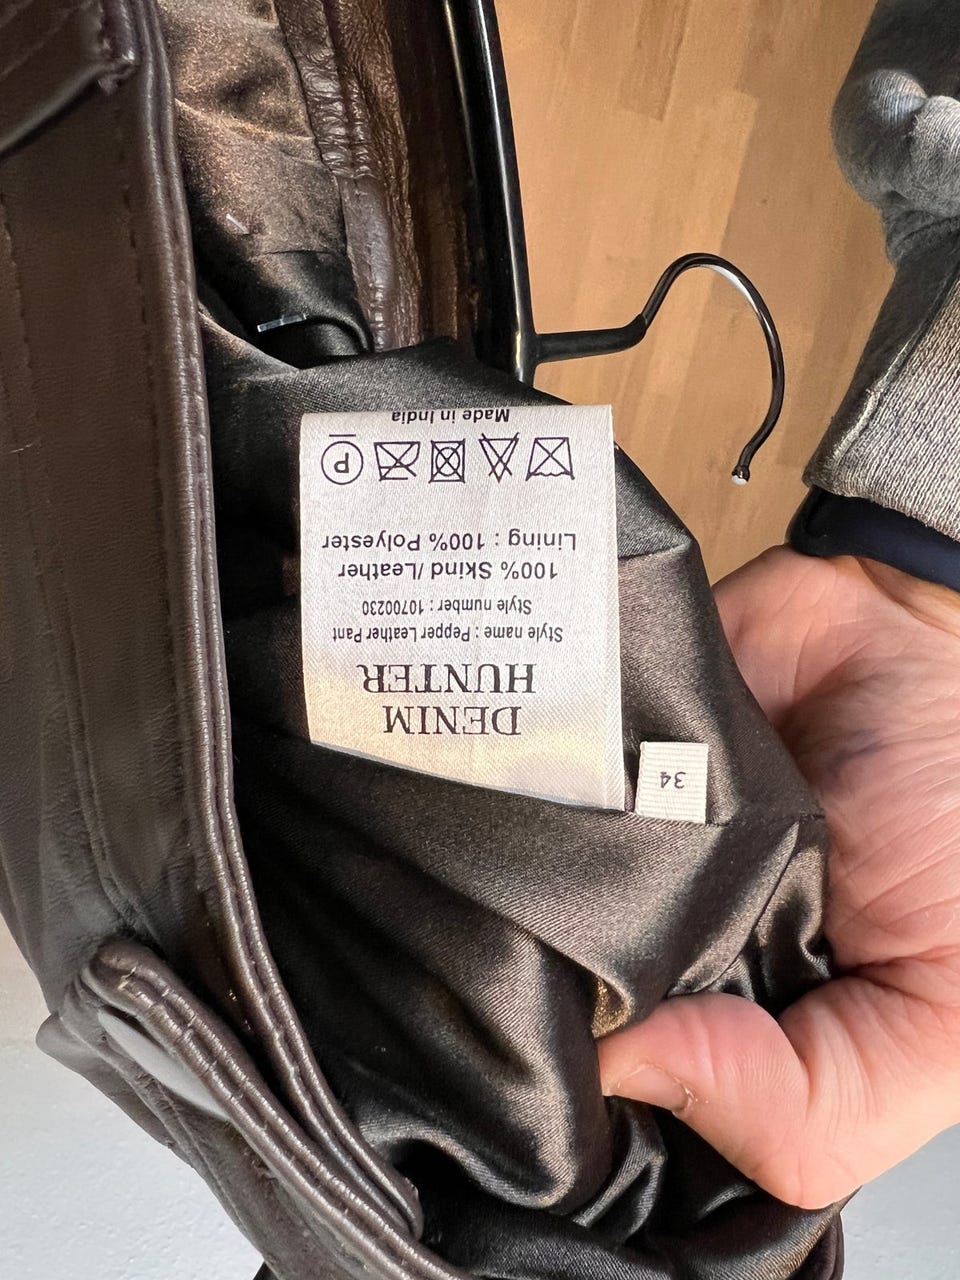 DENIM
HUNTER
Style name : Pepper Leather Pant
Style number : 10700230
100% Skind/Leather
Lining : 100% Polyester
P
Made in India
34